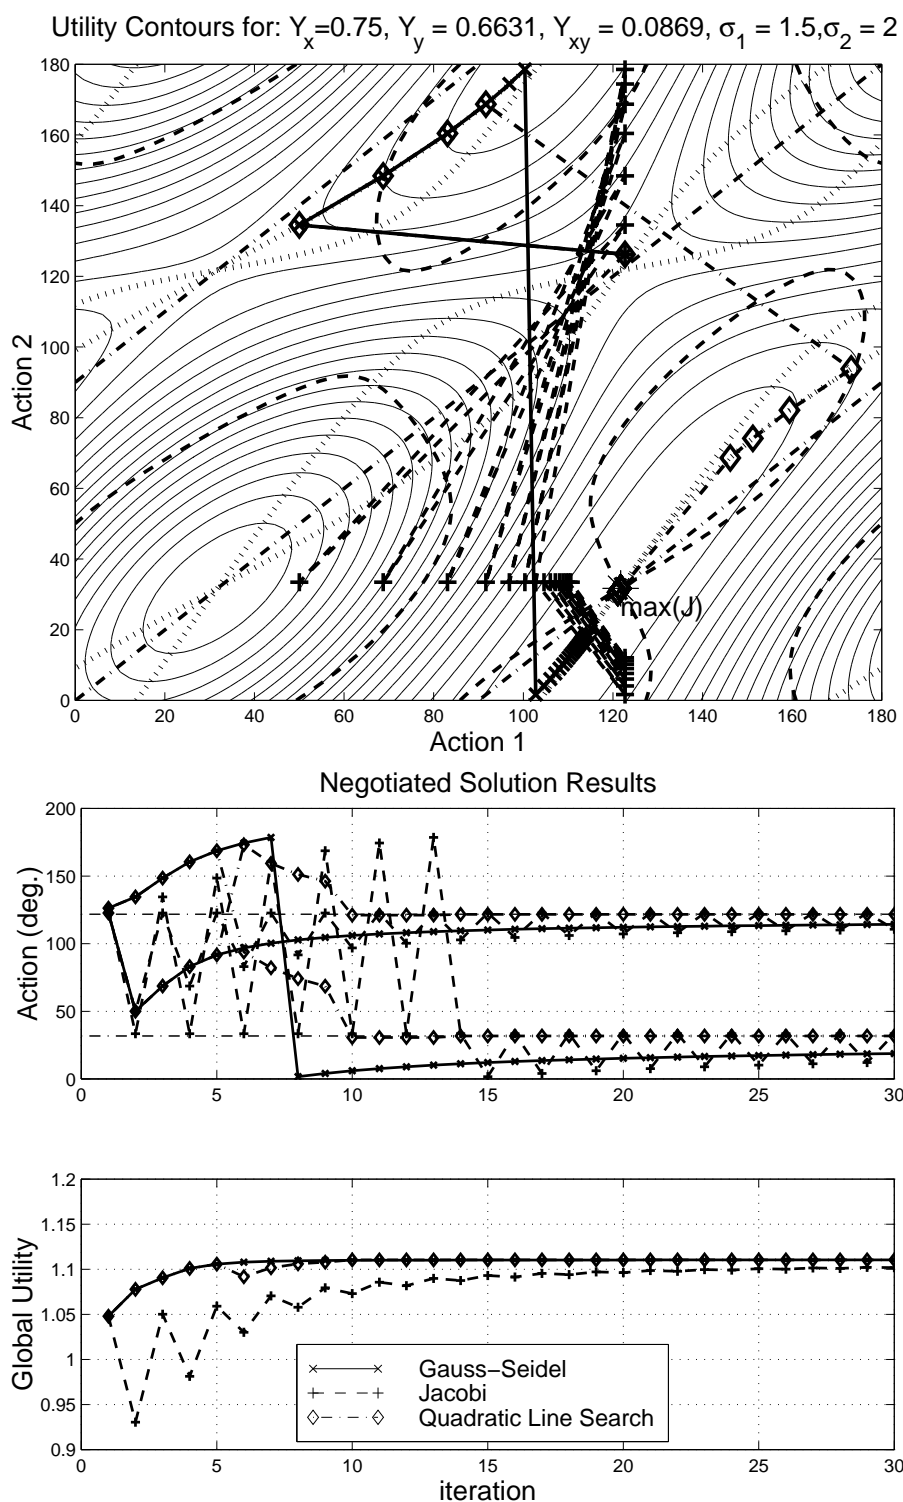 Utility Contours for: Y_x=0.75, Y_y = 0.6631, Y_xy = 0.0869, σ_1 = 1.5,σ_2 = 2
180
160
140
120
100
80
60
40
20
0
Action 2
max(J)
0 20 40 60 80 100 120 140 160 180
Action 1
Negotiated Solution Results
200
150
100
50
0
Action (deg.)
0 5 10 15 20 25 30
1.2
1.15
1.1
1.05
1
0.95
0.9
Global Utility
Gauss−Seidel
Jacobi
Quadratic Line Search
0 5 10 15 20 25 30
iteration